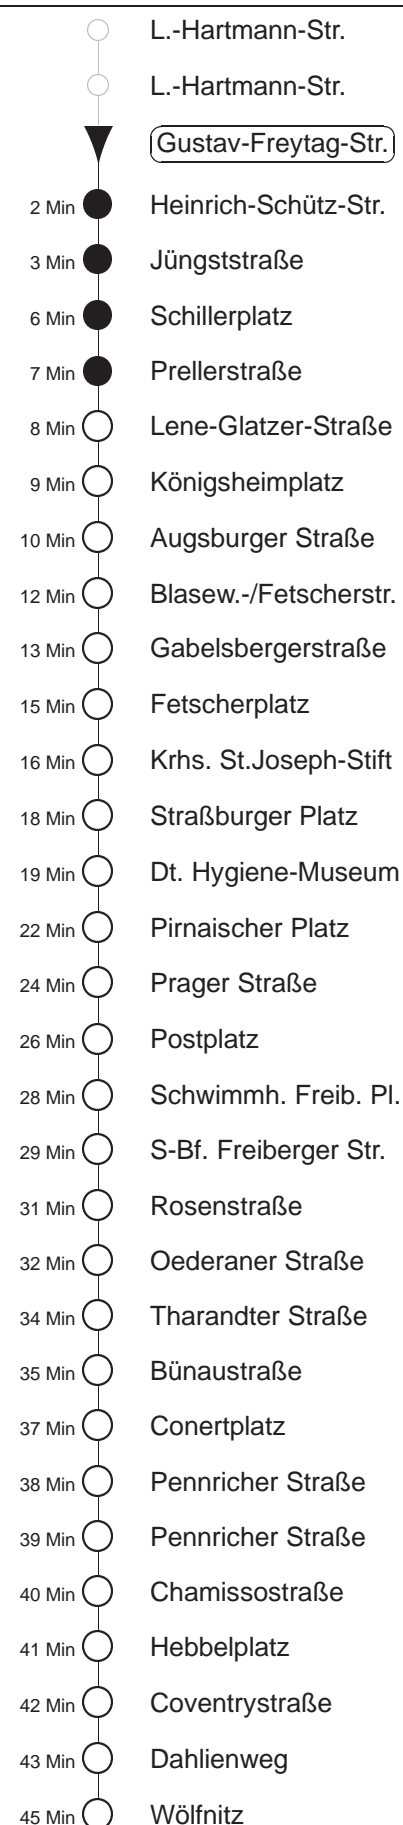 L.-Hartmann-Str.
L.-Hartmann-Str.
Gustav-Freytag-Str.
2 Min Heinrich-Schütz-Str.
3 Min Jüngststraße
6 Min Schillerplatz
7 Min Prellerstraße
8 Min Lene-Glatzer-Straße
9 Min Königsheimplatz
10 Min Augsburger Straße
12 Min Blasew.-/Fetscherstr.
13 Min Gabelsbergerstraße
15 Min Fetscherplatz
16 Min Krhs. St.Joseph-Stift
18 Min Straßburger Platz
19 Min Dt. Hygiene-Museum
22 Min Pirnaischer Platz
24 Min Prager Straße
26 Min Postplatz
28 Min Schwimmh. Freib. Pl.
29 Min S-Bf. Freiberger Str.
31 Min Rosenstraße
32 Min Oederaner Straße
34 Min Tharandter Straße
35 Min Bünaustraße
37 Min Conertplatz
38 Min Pennricher Straße
39 Min Pennricher Straße
40 Min Chamissostraße
41 Min Hebbelplatz
42 Min Coventrystraße
43 Min Dahlienweg
45 Min Wölfnitz